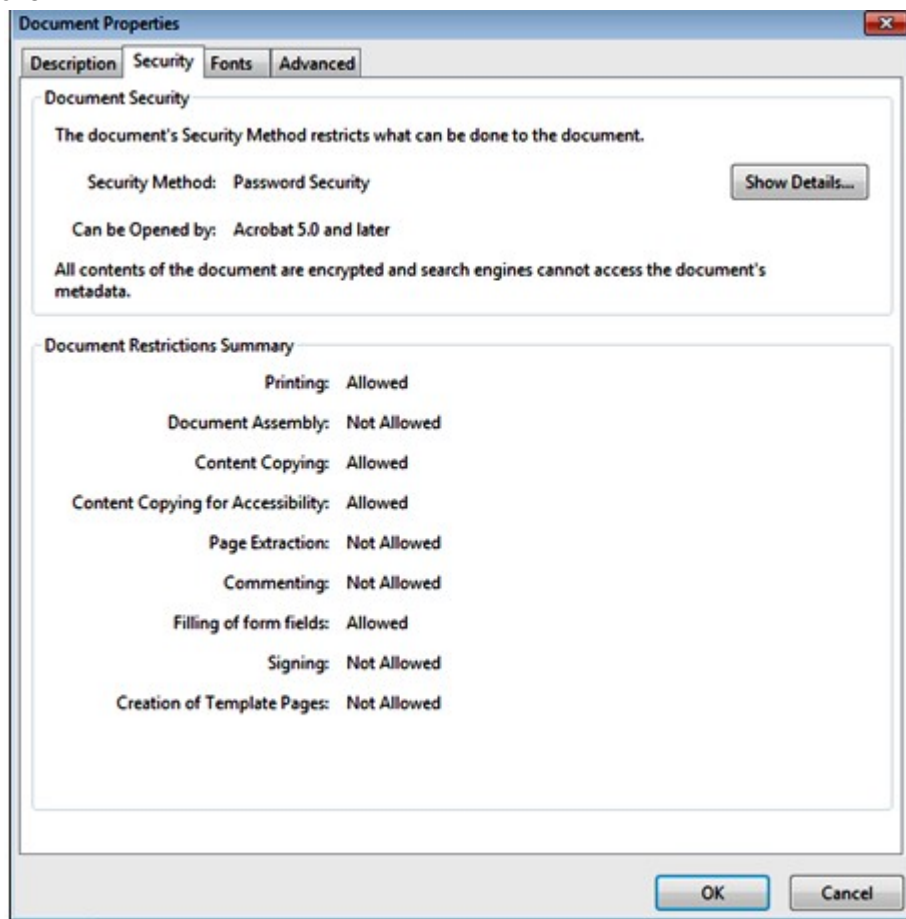 Document Properties
Description Security Fonts Advanced
Document Security
The document's Security Method restricts what can be done to the document.
Security Method: Password Security Show Details...
Can be Opened by: Acrobat 5.0 and later
All contents of the document are encrypted and search engines cannot access the document's
metadata.
Document Restrictions Summary
Printing: Allowed
Document Assembly: Not Allowed
Content Copying: Allowed
Content Copying for Accessibility: Allowed
Page Extraction: Not Allowed
Commenting: Not Allowed
Filling of form fields: Allowed
Signing: Not Allowed
Creation of Template Pages: Not Allowed
OK Cancel